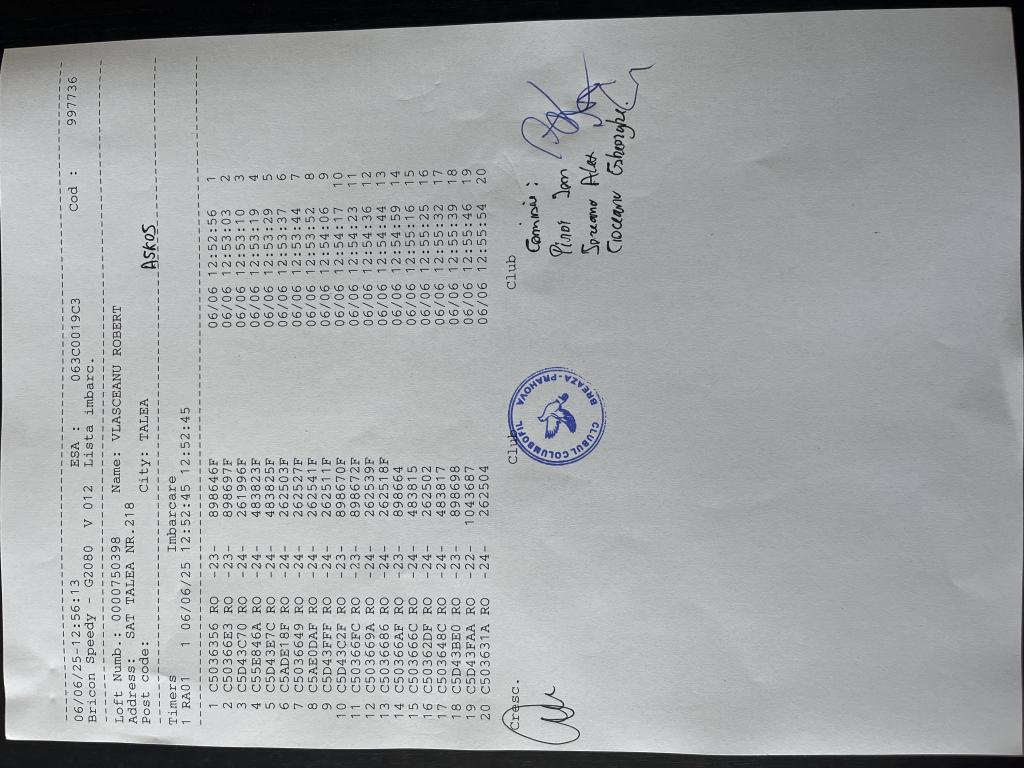 06/06/25-12:56:13 ESA : 063C0019C3 Cod : 997736
Bricon Speedy - G2080 V 012 Lista imbarc.
Loft Numb.: 0000750398 Name: VLASCEANU ROBERT
Address: SAT TALEA NR.218
Post code: City: TALEA ASKOS
Timers Imbarcare
1 RA01 1 06/06/25 12:52:45 12:52:45
1 C5036356 RO -23- 898646F 06/06 12:52:56 1
2 C50366E3 RO -23- 898697F 06/06 12:53:03 2
3 C5D43C70 RO -24- 261996F 06/06 12:53:10 3
4 C55E846A RO -24- 483823F 06/06 12:53:19 4
5 C5D43E7C RO -24- 483825F 06/06 12:53:29 5
6 C5ADE18F RO -24- 262503F 06/06 12:53:37 6
7 C5036649 RO -24- 262527F 06/06 12:53:44 7
8 C5AE0DAF RO -24- 262541F 06/06 12:53:52 8
9 C5D43FFF RO -24- 262511F 06/06 12:54:06 9
10 C5D43C2F RO -23- 898670F 06/06 12:54:17 10
11 C50366FC RO -23- 898672F 06/06 12:54:23 11
12 C503669A RO -24- 262539F 06/06 12:54:36 12
13 C5036686 RO -24- 262518F 06/06 12:54:44 13
14 C50366AF RO -23- 898664 06/06 12:54:59 14
15 C503666C RO -24- 483815 06/06 12:55:16 15
16 C50362DF RO -24- 262502 06/06 12:55:25 16
17 C503648C RO -24- 483817 06/06 12:55:32 17
18 C5D43BE0 RO -23- 898698 06/06 12:55:39 18
19 C5D43FAA RO -22- 1043687 06/06 12:55:46 19
20 C503631A RO -24- 262504 06/06 12:55:54 20
Cresc. Club Club
CLUBUL COLUMBOFIL
BREAZA-PRAHOVA
Ioan
Alex
Cioceanu Gheorghe